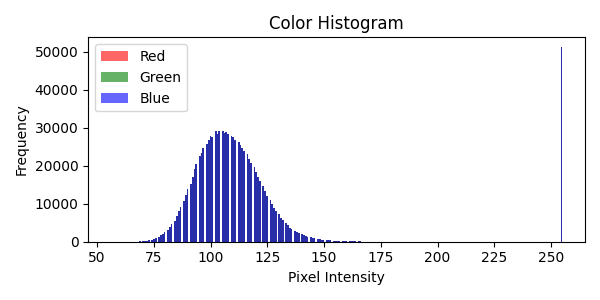 Color Histogram
Frequency
50000
40000
30000
20000
10000
0
Red
Green
Blue
50 75 100 125 150 175 200 225 250
Pixel Intensity